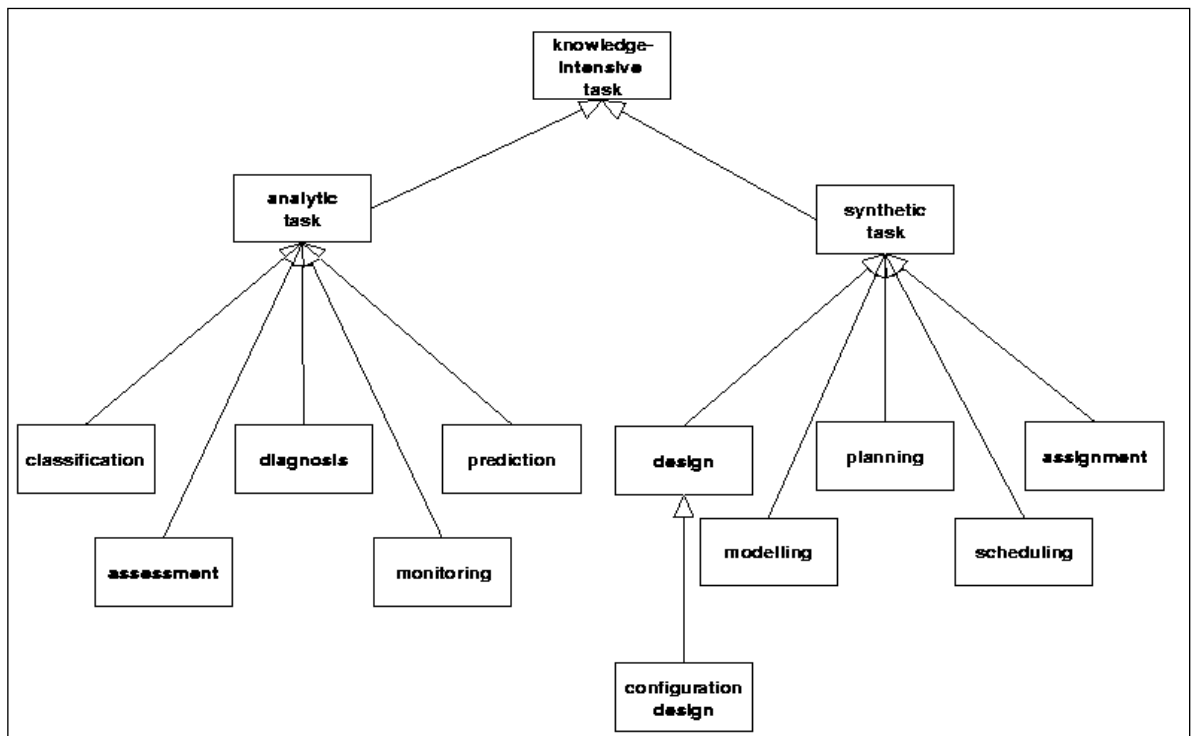 knowledge-
intensive
task
analytic
task
synthetic
task
classification
diagnosis
prediction
design
planning
assignment
assessment
monitoring
modelling
scheduling
configuration
design